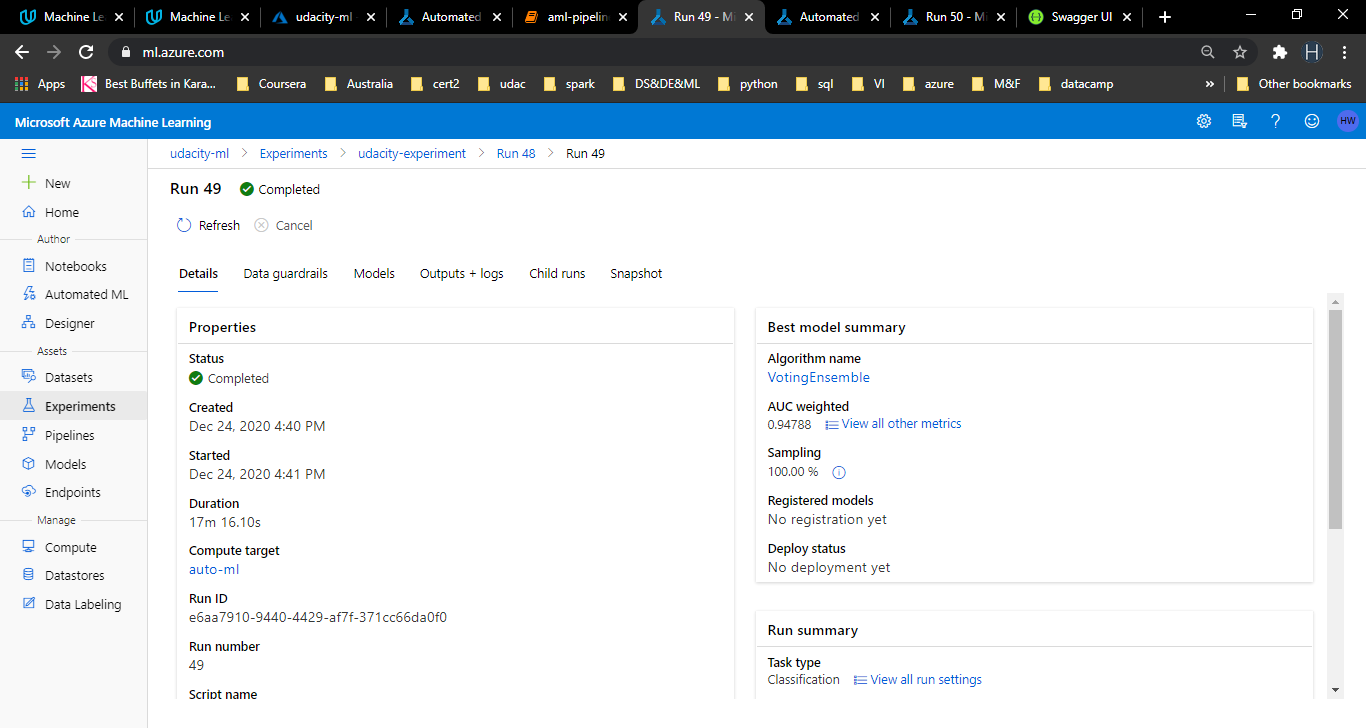 Machine Le
Machine Le
udacity-ml
Automated
aml-pipelin
Run 49 - Mi
Automated
Run 50 - Mi
Swagger UI
ml.azure.com
Apps
Best Buffets in Kara...
Coursera
Australia
cert2
udac
spark
DS&DE&ML
python
sql
VI
azure
M&F
datacamp
»
Other bookmarks
Microsoft Azure Machine Learning
HW
udacity-ml > Experiments > udacity-experiment > Run 48 > Run 49
New
Home
Author
Notebooks
Automated ML
Designer
Assets
Datasets
Experiments
Pipelines
Models
Endpoints
Manage
Compute
Datastores
Data Labeling
Run 49 Completed
Refresh Cancel
Details Data guardrails Models Outputs + logs Child runs Snapshot
Properties
Status
Completed
Created
Dec 24, 2020 4:40 PM
Started
Dec 24, 2020 4:41 PM
Duration
17m 16.10s
Compute target
auto-ml
Run ID
e6aa7910-9440-4429-af7f-371cc66da0f0
Run number
49
Script name
Best model summary
Algorithm name
VotingEnsemble
AUC weighted
0.94788 View all other metrics
Sampling
100.00 %
Registered models
No registration yet
Deploy status
No deployment yet
Run summary
Task type
Classification View all run settings